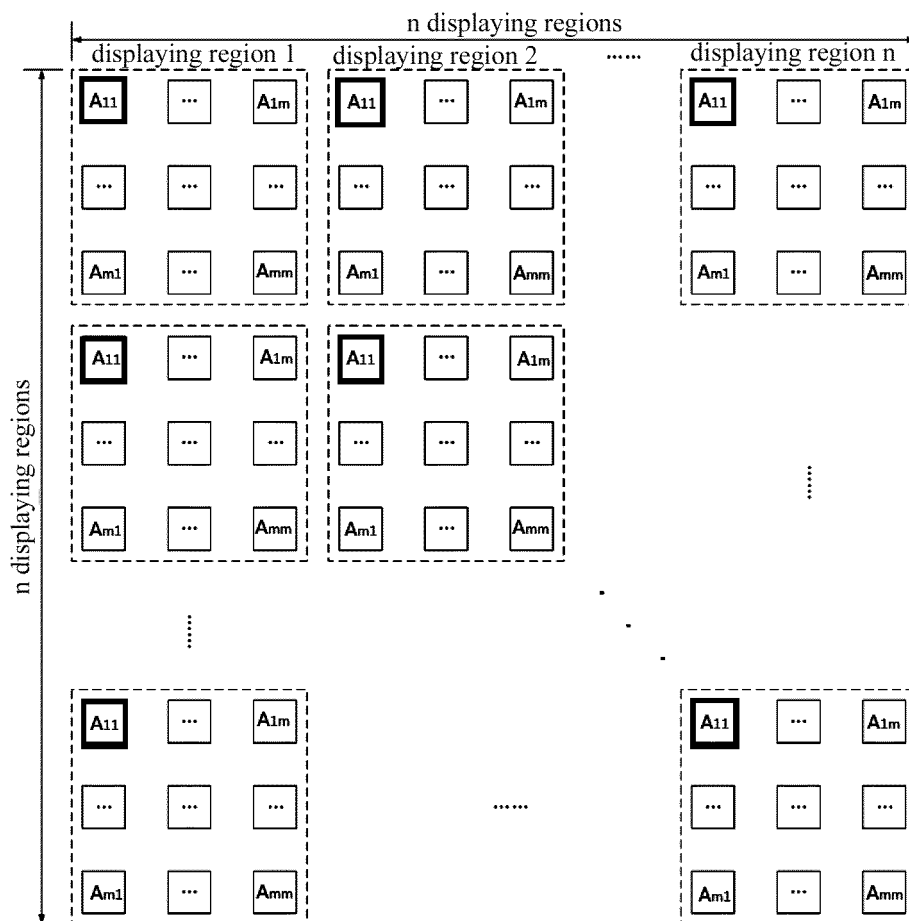 n displaying regions
displaying region 1 displaying region 2 …… displaying region n
A11 ... A1m A11 ... A1m A11 ... A1m
... ... ... ... ... ... ... ... ...
Am1 ... Amm Am1 ... Amm Am1 ... Amm
n displaying regions
A11 ... A1m A11 ... A1m
... ... ... ... ... ...
Am1 ... Amm Am1 ... Amm
A11 ... A1m A11 ... A1m
... ... ... …… ... ... ...
Am1 ... Amm Am1 ... Amm